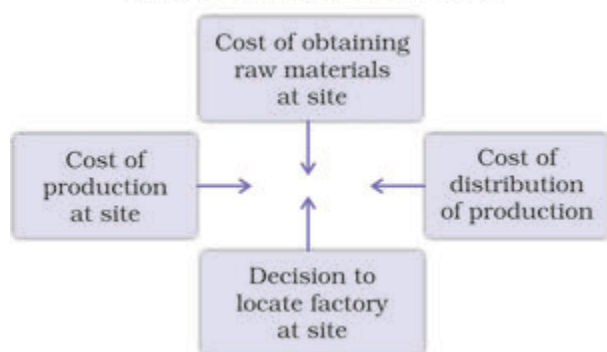 Cost of obtaining
raw materials
at site
Cost of
production
at site
Cost of
distribution
of production
Decision to
locate factory
at site